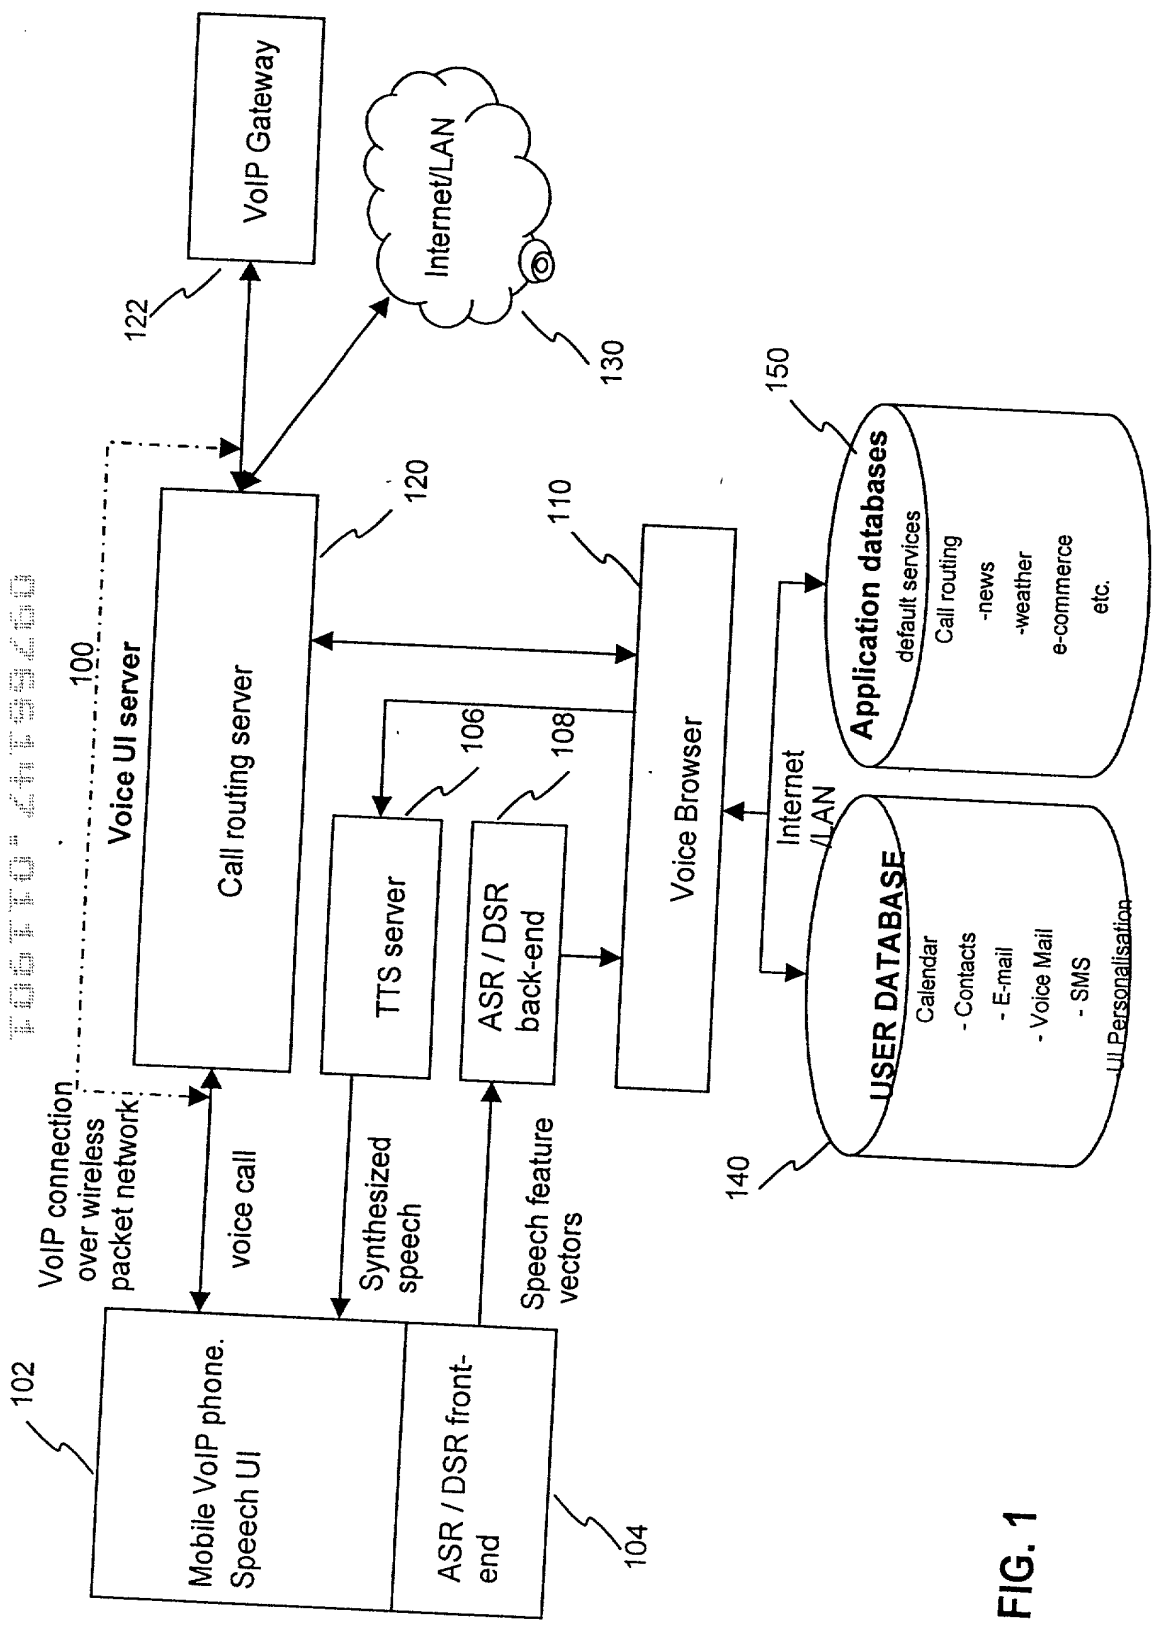 100
Voice UI server
VoIP connection
over wireless
packet network
102
Mobile VoIP phone.
Speech UI
voice call
Call routing server
120
122
VoIP Gateway
Internet/LAN
130
Synthesized
speech
TTS server
106
ASR / DSR front-
end
104
Speech feature
vectors
ASR / DSR
back-end
108
Voice Browser
110
Internet
/LAN
140
USER DATABASE
Calendar
- Contacts
- E-mail
- Voice Mail
- SMS
UI Personalisation
150
Application databases
default services
Call routing
-news
-weather
e-commerce
etc.
FIG. 1